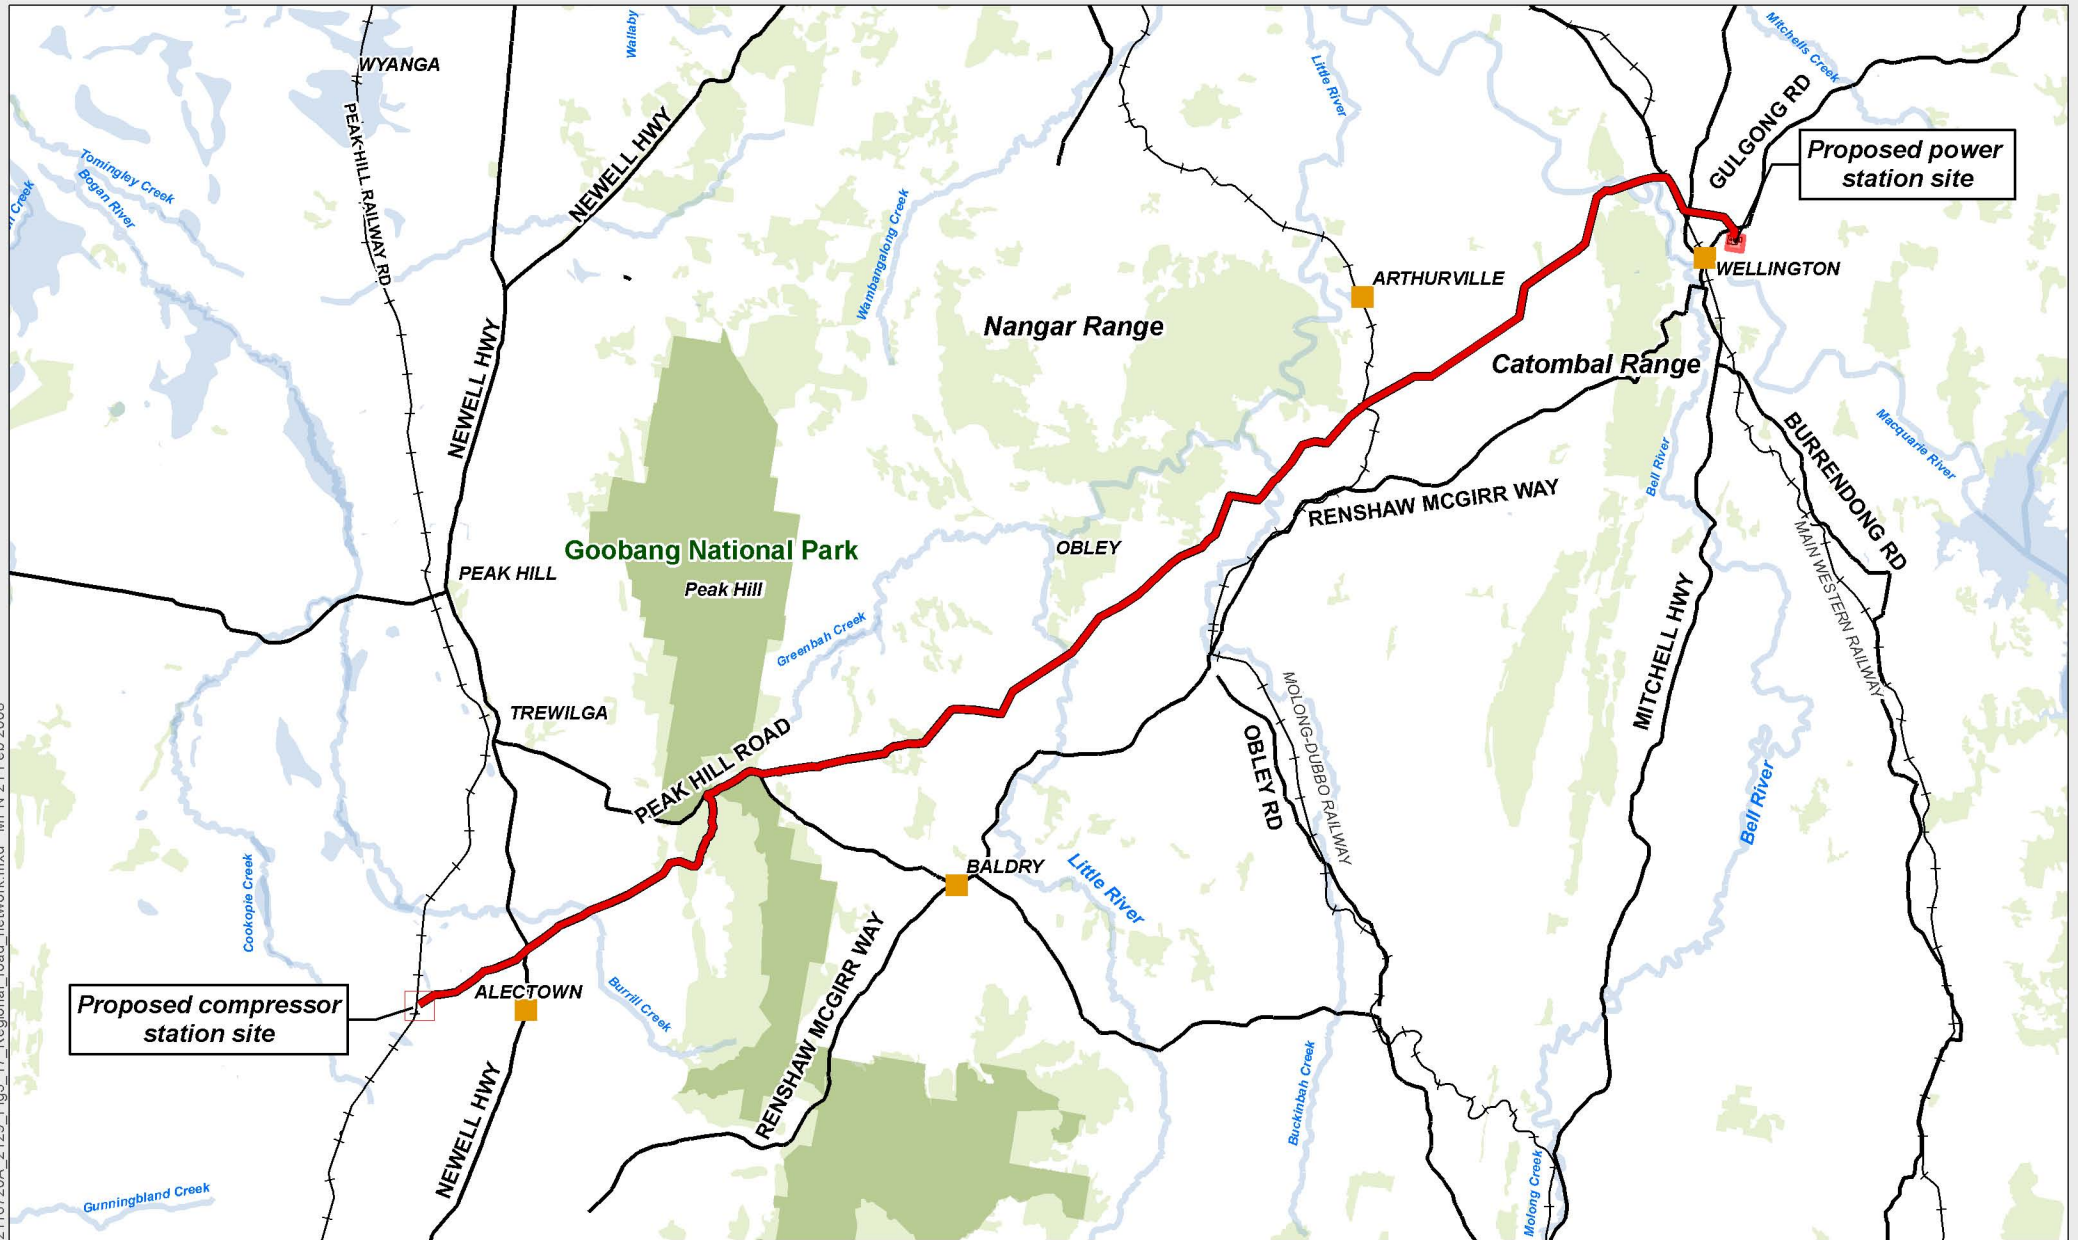 Wallaby
Mitchells Creek
WYANGA
Little River
GULGONG RD
PEAK-HILL RAILWAY RD
NEWELL HWY
Proposed power
station site
Tomingley Creek
Bogan River
Creek
Wambangalong Creek
WELLINGTON
ARTHURVILLE
Nangar Range
NEWELL HWY
Catombal Range
Macquarie River
BURRENDONG RD
Bell River
RENSHAW MCGIRR WAY
Goobang National Park
OBLEY
PEAK HILL
Peak Hill
MAIN WESTERN RAILWAY
Greenbah Creek
MITCHELL HWY
TREWILGA
PEAK HILL ROAD
MOLONG-DUBBO RAILWAY
OBLEY RD
Bell River
BALDRY
Little River
Cookopie Creek
RENSHAW MCGIRR WAY
ALECTOWN
Burrill Creek
Proposed compressor
station site
NEWELL HWY
Buckinbah Creek
Molong Creek
Gunningbland Creek